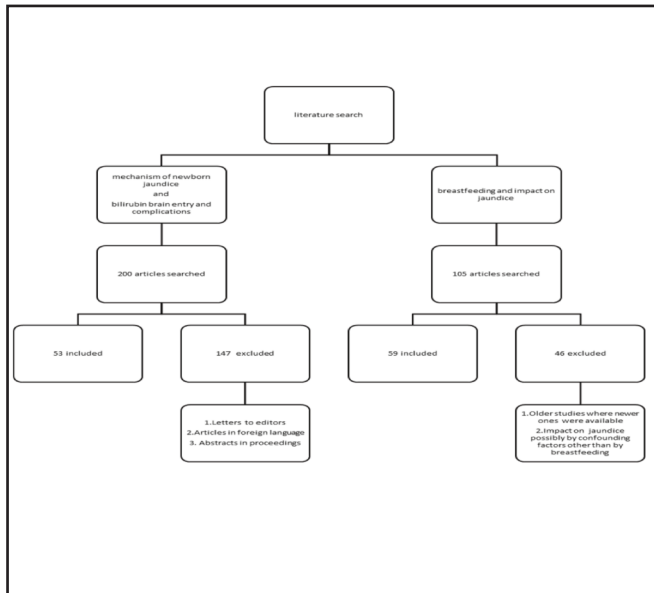 literature search
mechanism of newborn
jaundice
and
bilirubin brain entry and
complications
breastfeeding and impact on
jaundice
200 articles searched
105 articles searched
53 included
147 excluded
59 included
46 excluded
1.Letters to editors
2.Articles in foreign language
3. Abstracts in proceedings
1.Older studies where newer
ones were available
2.Impact on jaundice
possibly by confounding
factors other than by
breastfeeding